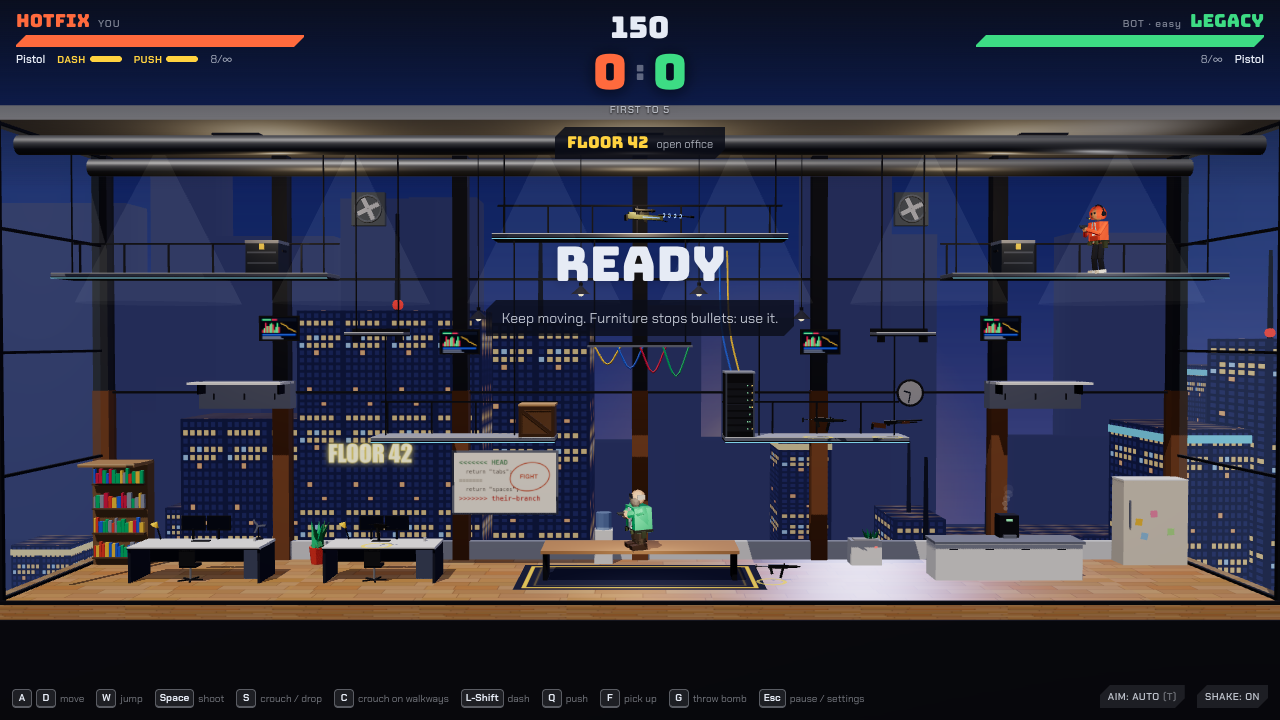 HOTFIX YOU
150
BOT · easy LEGACY
Pistol DASH PUSH 8/∞
0 : 0
8/∞ Pistol
FIRST TO 5
FLOOR 42 open office
READY
Keep moving. Furniture stops bullets: use it.
FLOOR 42
<<<<<<< HEAD
return "tabs"
=======
return "spaces"
>>>>>>> their-branch
FIGHT
A D move W jump Space shoot S crouch / drop C crouch on walkways L-Shift dash Q push F pick up G throw bomb Esc pause / settings
AIM: AUTO [T] SHAKE: ON